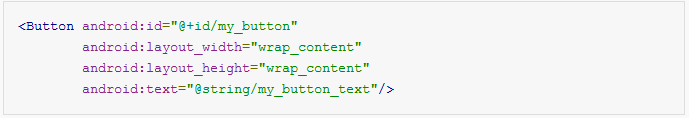 <Button android:id="@+id/my_button"
android:layout_width="wrap_content"
android:layout_height="wrap_content"
android:text="@string/my_button_text"/>